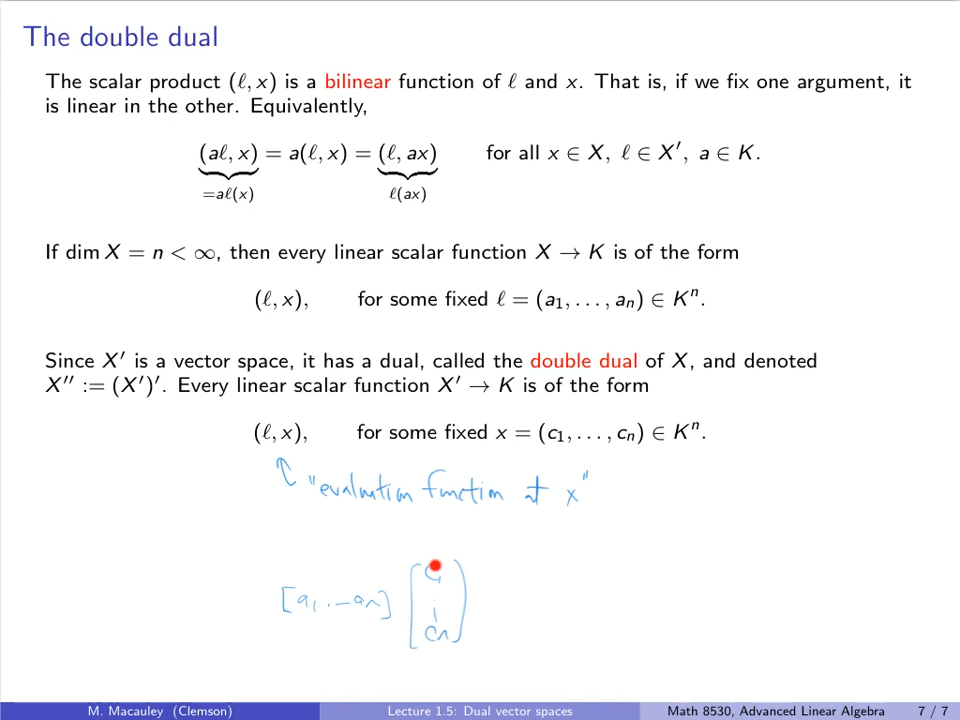 The double dual
The scalar product (ℓ, x) is a bilinear function of ℓ and x. That is, if we fix one argument, it
is linear in the other. Equivalently,
(aℓ, x) = a(ℓ, x) = (ℓ, ax) for all x ∈ X, ℓ ∈ X′, a ∈ K.
=aℓ(x) ℓ(ax)
If dim X = n < ∞, then every linear scalar function X → K is of the form
(ℓ, x), for some fixed ℓ = (a₁, . . . , aₙ) ∈ Kⁿ.
Since X′ is a vector space, it has a dual, called the double dual of X, and denoted
X′′ := (X′)′. Every linear scalar function X′ → K is of the form
(ℓ, x), for some fixed x = (c₁, . . . , cₙ) ∈ Kⁿ.
"evaluation function at x"
[a₁ ... aₙ] [c₁ ⋮ cₙ]
M. Macauley (Clemson) Lecture 1.5: Dual vector spaces Math 8530, Advanced Linear Algebra 7 / 7